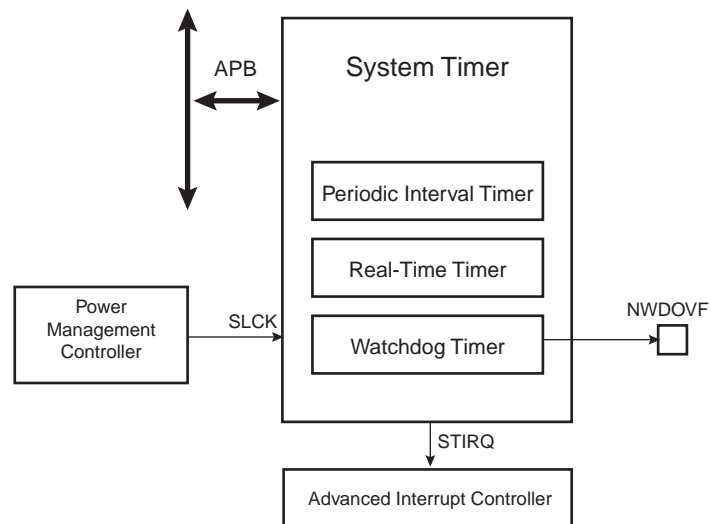 APB
System Timer
Periodic Interval Timer
Real-Time Timer
Power
Management
Controller
SLCK
Watchdog Timer
NWDOVF
STIRQ
Advanced Interrupt Controller